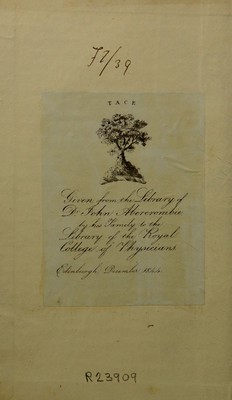 77/39
TACE
Given from the Library of
Dr John Abercrombie
by his Family to the
Library of the Royal
College of Physicians
Edinburgh December 1844
R23909